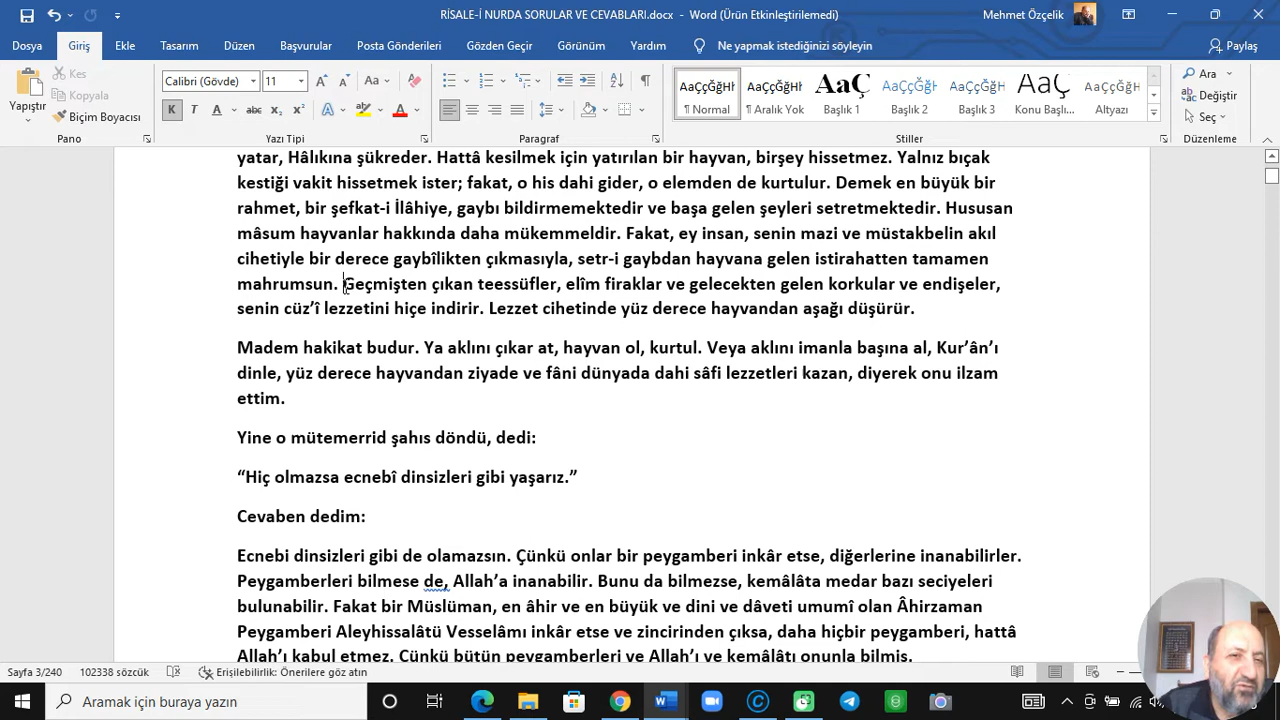 RİSALE-İ NURDA SORULAR VE CEVABLARI.docx - Word (Ürün Etkinleştirilemedi)
Mehmet Özçelik
Dosya Giriş Ekle Tasarım Düzen Başvurular Posta Gönderileri Gözden Geçir Görünüm Yardım Ne yapmak istediğinizi söyleyin Paylaş
Yapıştır
Kes
Kopyala
Biçim Boyacısı
Calibri (Gövde) 11
AaÇçĞğHł AaÇçĞğHł AaÇ AaÇçĞğH AaÇçĞğH AaÇçĞğH AaÇçĞğHł
¶ Normal ¶ Aralık Yok Başlık 1 Başlık 2 Başlık 3 Konu Başlı... Altyazı
Ara
Değiştir
Seç
Pano Yazı Tipi Paragraf Stiller Düzenleme
yatar, Hâlıkına şükreder. Hattâ kesilmek için yatırılan bir hayvan, birşey hissetmez. Yalnız bıçak
kestiği vakit hissetmek ister; fakat, o his dahi gider, o elemden de kurtulur. Demek en büyük bir
rahmet, bir şefkat-i İlâhiye, gaybı bildirmemektedir ve başa gelen şeyleri setretmektedir. Hususan
mâsum hayvanlar hakkında daha mükemmeldir. Fakat, ey insan, senin mazi ve müstakbelin akıl
cihetiyle bir derece gaybîlikten çıkmasıyla, setr-i gaybdan hayvana gelen istirahatten tamamen
mahrumsun. Geçmişten çıkan teessüfler, elîm firaklar ve gelecekten gelen korkular ve endişeler,
senin cüz’î lezzetini hiçe indirir. Lezzet cihetinde yüz derece hayvandan aşağı düşürür.
Madem hakikat budur. Ya aklını çıkar at, hayvan ol, kurtul. Veya aklını imanla başına al, Kur’ân’ı
dinle, yüz derece hayvandan ziyade ve fâni dünyada dahi sâfi lezzetleri kazan, diyerek onu ilzam
ettim.
Yine o mütemerrid şahıs döndü, dedi:
“Hiç olmazsa ecnebî dinsizleri gibi yaşarız.”
Cevaben dedim:
Ecnebi dinsizleri gibi de olamazsın. Çünkü onlar bir peygamberi inkâr etse, diğerlerine inanabilirler.
Peygamberleri bilmese de, Allah’a inanabilir. Bunu da bilmezse, kemâlâta medar bazı seciyeleri
bulunabilir. Fakat bir Müslüman, en âhir ve en büyük ve dini ve dâveti umumî olan Âhirzaman
Peygamberi Aleyhissalâtü Vesselâmı inkâr etse ve zincirinden çıksa, daha hiçbir peygamberi, hattâ
Allah’ı kabul etmez. Çünkü bütün peygamberleri ve Allah’ı ve kemâlâtı onunla bilmiş.
Sayfa 3/240 102338 sözcük Erişilebilirlik: Önerilere göz atın
Aramak için buraya yazın